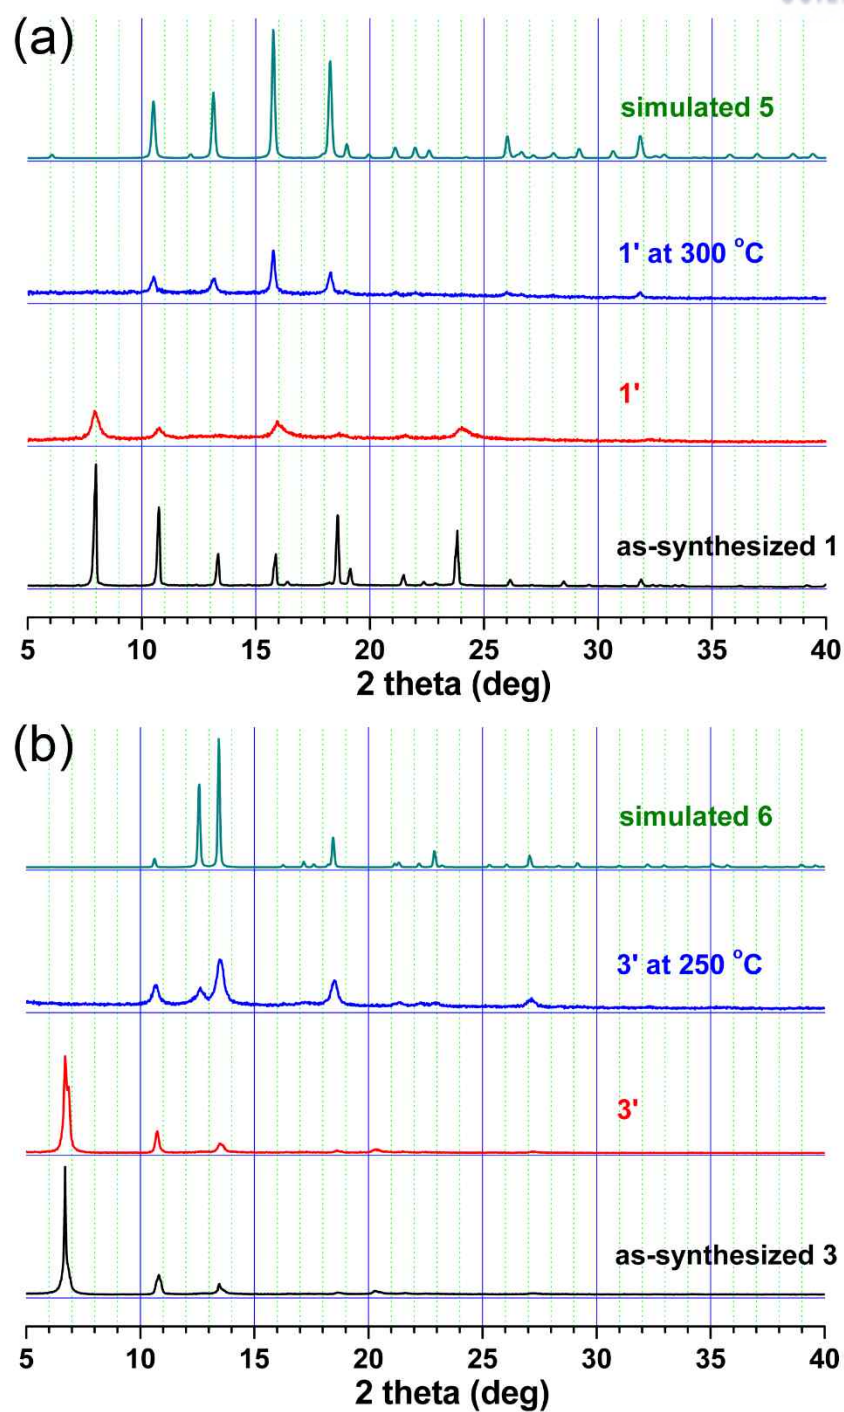 (a)
simulated 5
1' at 300 °C
1'
as-synthesized 1
5 10 15 20 25 30 35 40
2 theta (deg)
(b)
simulated 6
3' at 250 °C
3'
as-synthesized 3
5 10 15 20 25 30 35 40
2 theta (deg)